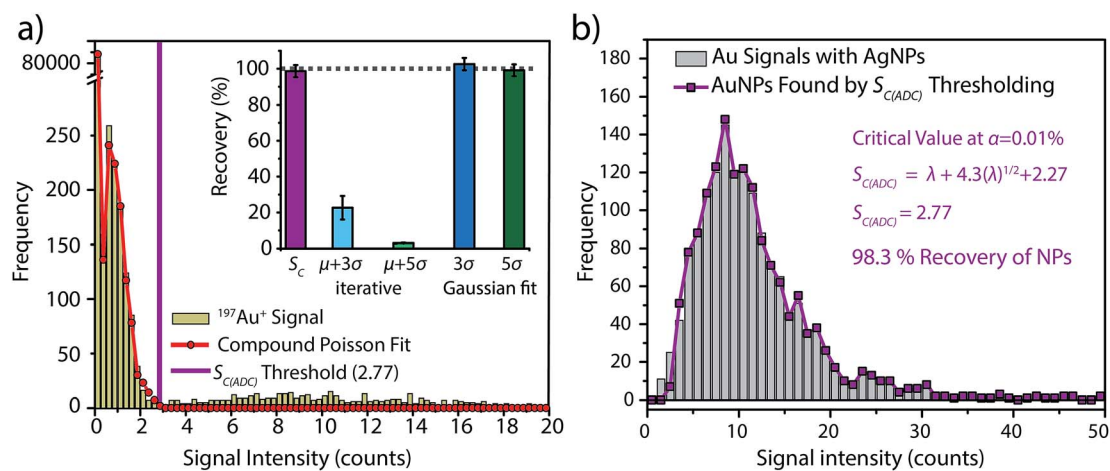 a)
80000
250
200
150
100
50
0
Frequency
0 2 4 6 8 10 12 14 16 18 20
Signal Intensity (counts)
100
80
60
40
20
0
Recovery (%)
S_C μ+3σ μ+5σ 3σ 5σ
iterative Gaussian fit
¹⁹⁷Au⁺ Signal
Compound Poisson Fit
S_C(ADC) Threshold (2.77)
b)
180
160
140
120
100
80
60
40
20
0
Frequency
0 10 20 30 40 50
Signal intensity (counts)
Au Signals with AgNPs
AuNPs Found by S_C(ADC) Thresholding
Critical Value at α=0.01%
S_C(ADC) = λ + 4.3(λ)^1/2+2.27
S_C(ADC) = 2.77
98.3 % Recovery of NPs